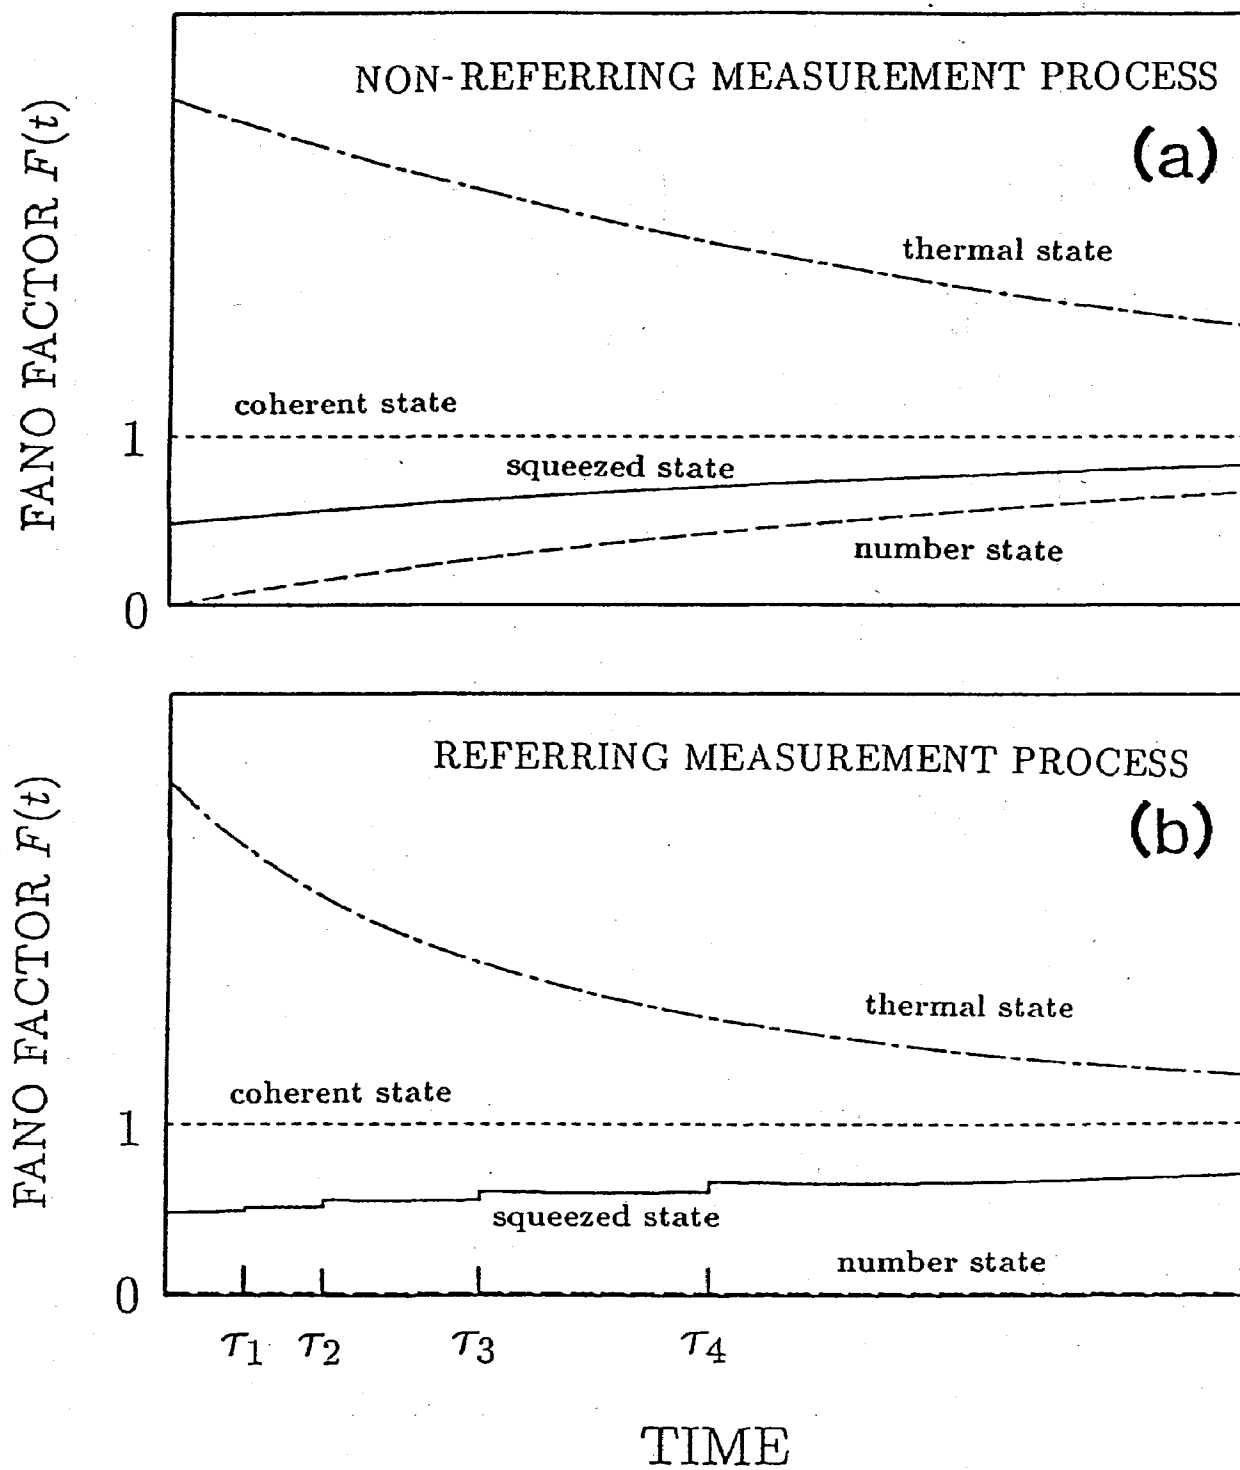 NON-REFERRING MEASUREMENT PROCESS
(a)
FANO FACTOR F(t)
thermal state
coherent state
1
squeezed state
number state
0
REFERRING MEASUREMENT PROCESS
(b)
FANO FACTOR F(t)
thermal state
coherent state
1
squeezed state
number state
0
τ1 τ2 τ3 τ4
TIME